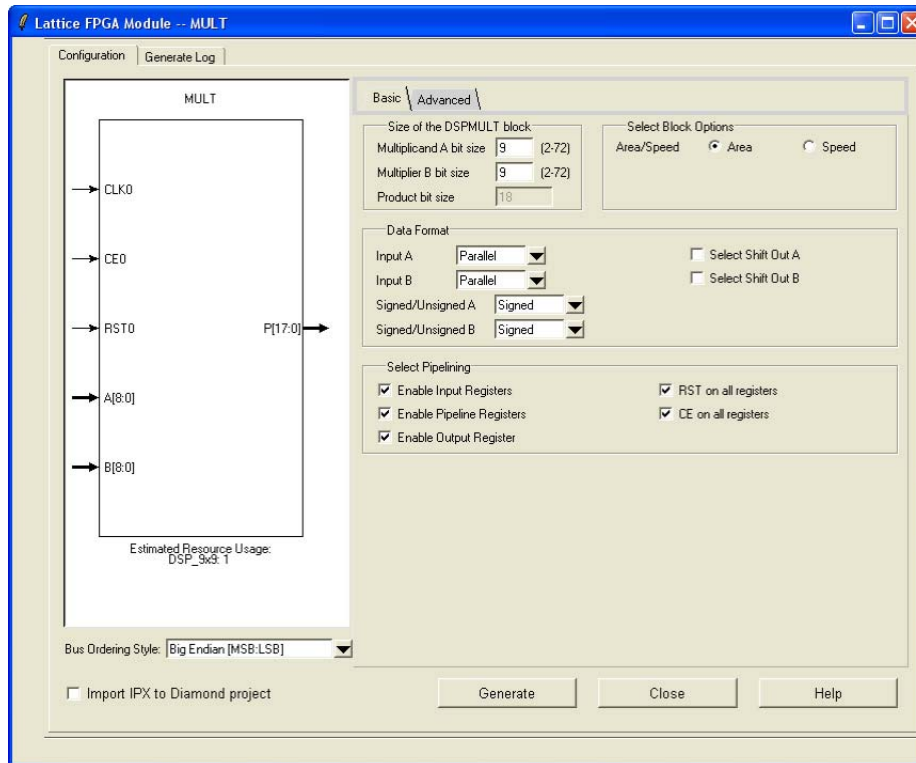 Lattice FPGA Module -- MULT
Configuration
Generate Log
MULT
CLK0
CE0
RST0
P[17:0]
A[8:0]
B[8:0]
Estimated Resource Usage:
DSP_9x9: 1
Bus Ordering Style: Big Endian [MSB:LSB]
Basic
Advanced
Size of the DSPMULT block
Multiplicand A bit size 9 (2-72)
Multiplier B bit size 9 (2-72)
Product bit size 18
Select Block Options
Area/Speed Area Speed
Data Format
Input A Parallel Select Shift Out A
Input B Parallel Select Shift Out B
Signed/Unsigned A Signed
Signed/Unsigned B Signed
Select Pipelining
Enable Input Registers RST on all registers
Enable Pipeline Registers CE on all registers
Enable Output Register
Import IPX to Diamond project
Generate Close Help